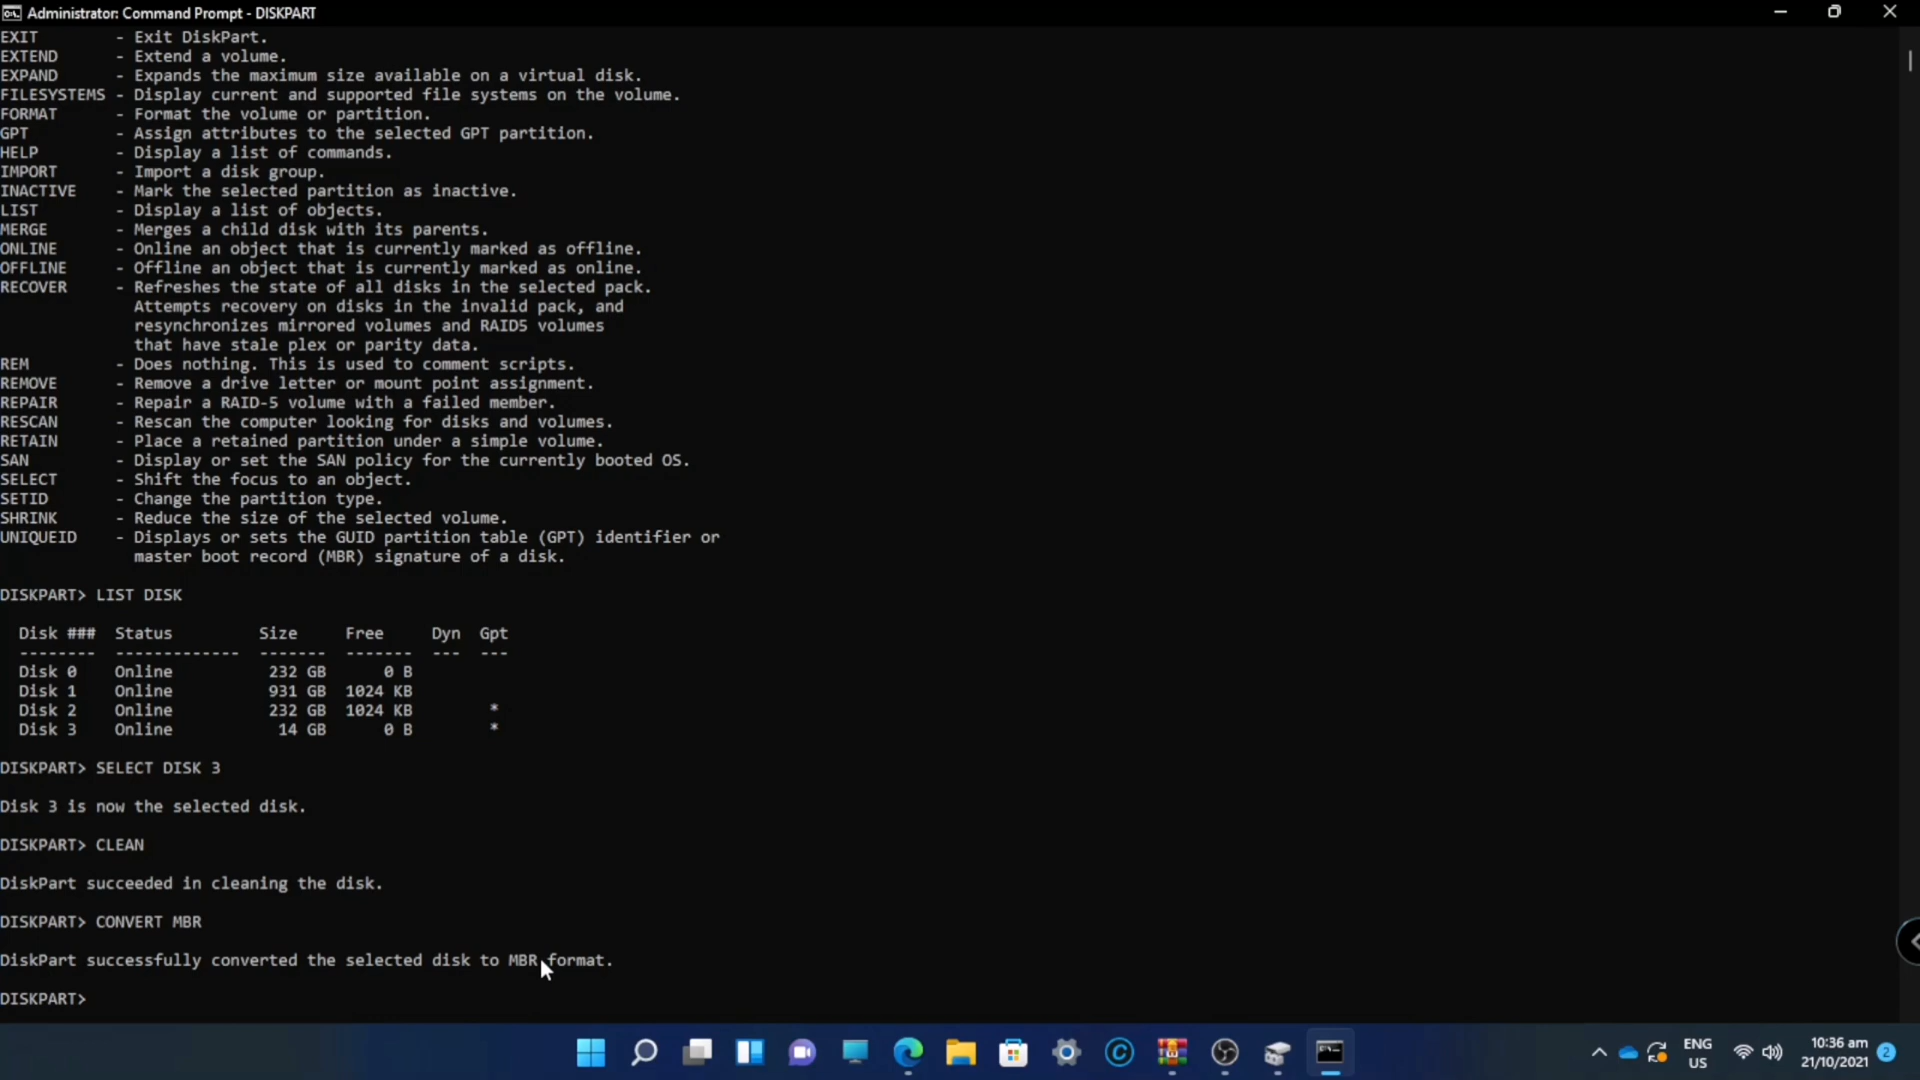 Administrator: Command Prompt - DISKPART
EXIT - Exit DiskPart.
EXTEND - Extend a volume.
EXPAND - Expands the maximum size available on a virtual disk.
FILESYSTEMS - Display current and supported file systems on the volume.
FORMAT - Format the volume or partition.
GPT - Assign attributes to the selected GPT partition.
HELP - Display a list of commands.
IMPORT - Import a disk group.
INACTIVE - Mark the selected partition as inactive.
LIST - Display a list of objects.
MERGE - Merges a child disk with its parents.
ONLINE - Online an object that is currently marked as offline.
OFFLINE - Offline an object that is currently marked as online.
RECOVER - Refreshes the state of all disks in the selected pack.
Attempts recovery on disks in the invalid pack, and
resynchronizes mirrored volumes and RAID5 volumes
that have stale plex or parity data.
REM - Does nothing. This is used to comment scripts.
REMOVE - Remove a drive letter or mount point assignment.
REPAIR - Repair a RAID-5 volume with a failed member.
RESCAN - Rescan the computer looking for disks and volumes.
RETAIN - Place a retained partition under a simple volume.
SAN - Display or set the SAN policy for the currently booted OS.
SELECT - Shift the focus to an object.
SETID - Change the partition type.
SHRINK - Reduce the size of the selected volume.
UNIQUEID - Displays or sets the GUID partition table (GPT) identifier or
master boot record (MBR) signature of a disk.
DISKPART> LIST DISK
Disk ### Status Size Free Dyn Gpt
-------- ------------- ------- ------- --- ---
Disk 0 Online 232 GB 0 B
Disk 1 Online 931 GB 1024 KB
Disk 2 Online 232 GB 1024 KB *
Disk 3 Online 14 GB 0 B *
DISKPART> SELECT DISK 3
Disk 3 is now the selected disk.
DISKPART> CLEAN
DiskPart succeeded in cleaning the disk.
DISKPART> CONVERT MBR
DiskPart successfully converted the selected disk to MBR format.
DISKPART>
ENG
US
10:36 am
21/10/2021
2